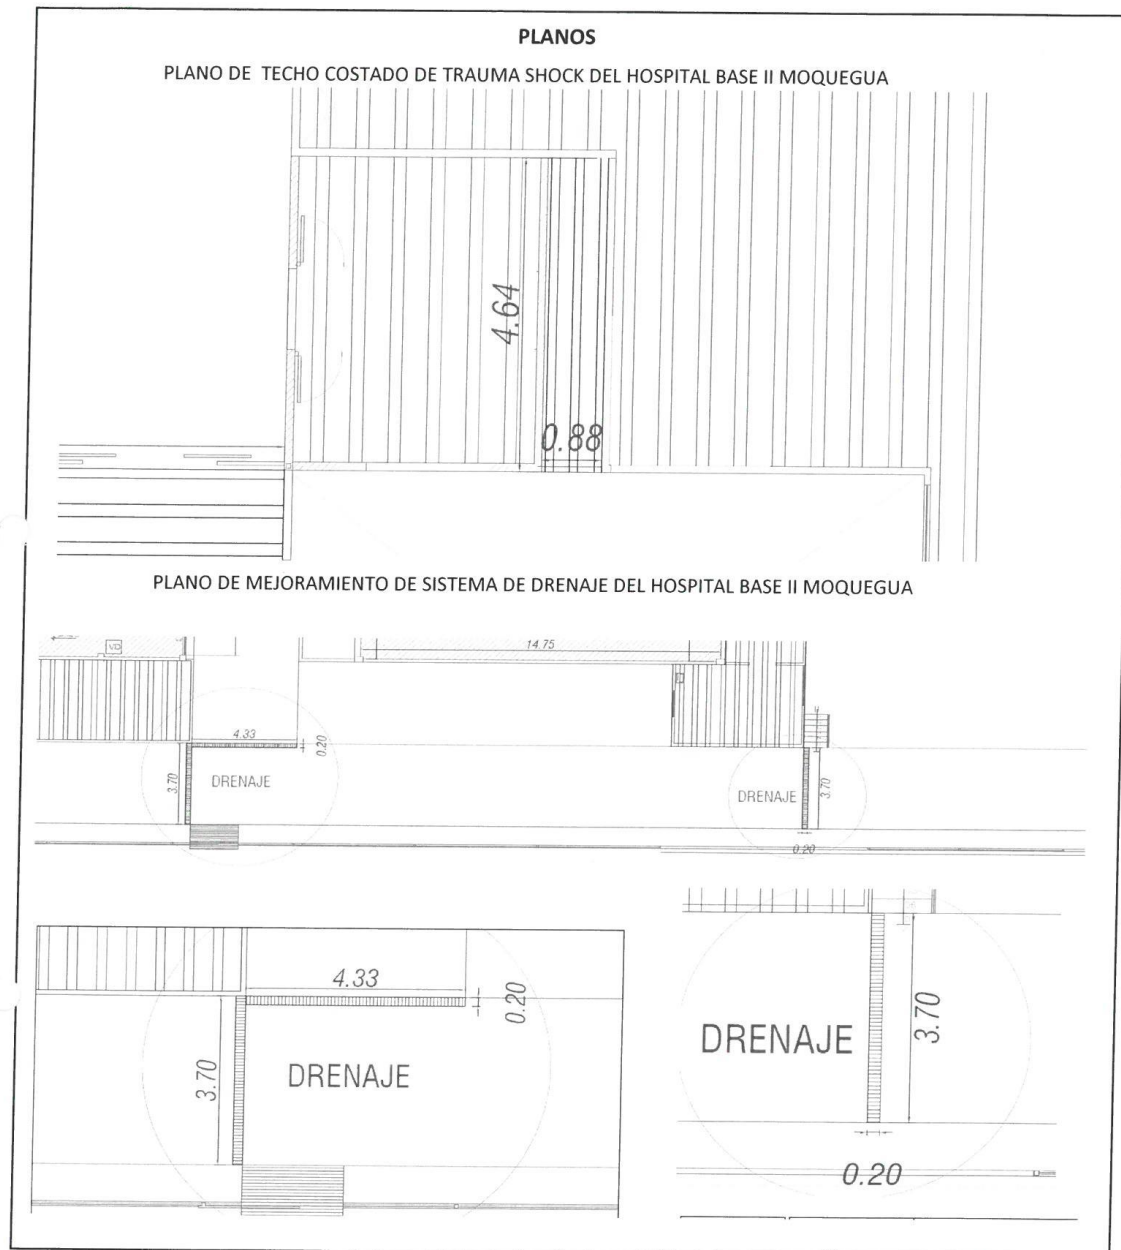 PLANOS
PLANO DE TECHO COSTADO DE TRAUMA SHOCK DEL HOSPITAL BASE II MOQUEGUA
4.64
0.88
PLANO DE MEJORAMIENTO DE SISTEMA DE DRENAJE DEL HOSPITAL BASE II MOQUEGUA
VD
14.75
4.33
0.20
3.70
DRENAJE
DRENAJE
3.70
0.20
4.33
0.20
3.70
DRENAJE
DRENAJE
3.70
0.20